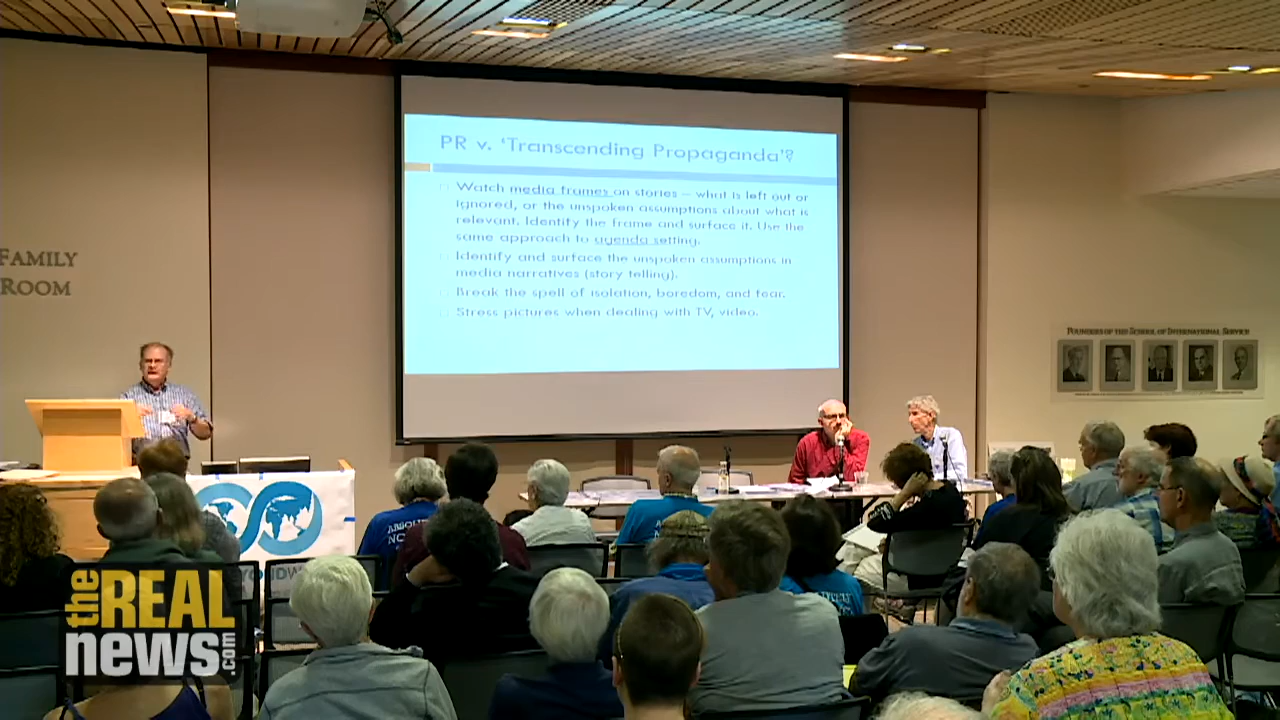 PR v. 'Transcending Propaganda'?
Watch media frames on stories – what is left out or
ignored, or the unspoken assumptions about what is
relevant. Identify the frame and surface it. Use the
same approach to agenda setting.
Identify and surface the unspoken assumptions in
media narratives (story telling).
Break the spell of isolation, boredom, and fear.
Stress pictures when dealing with TV, video.
FAMILY
ROOM
FOUNDERS OF THE SCHOOL OF INTERNATIONAL SERVICE
the REAL
news.com